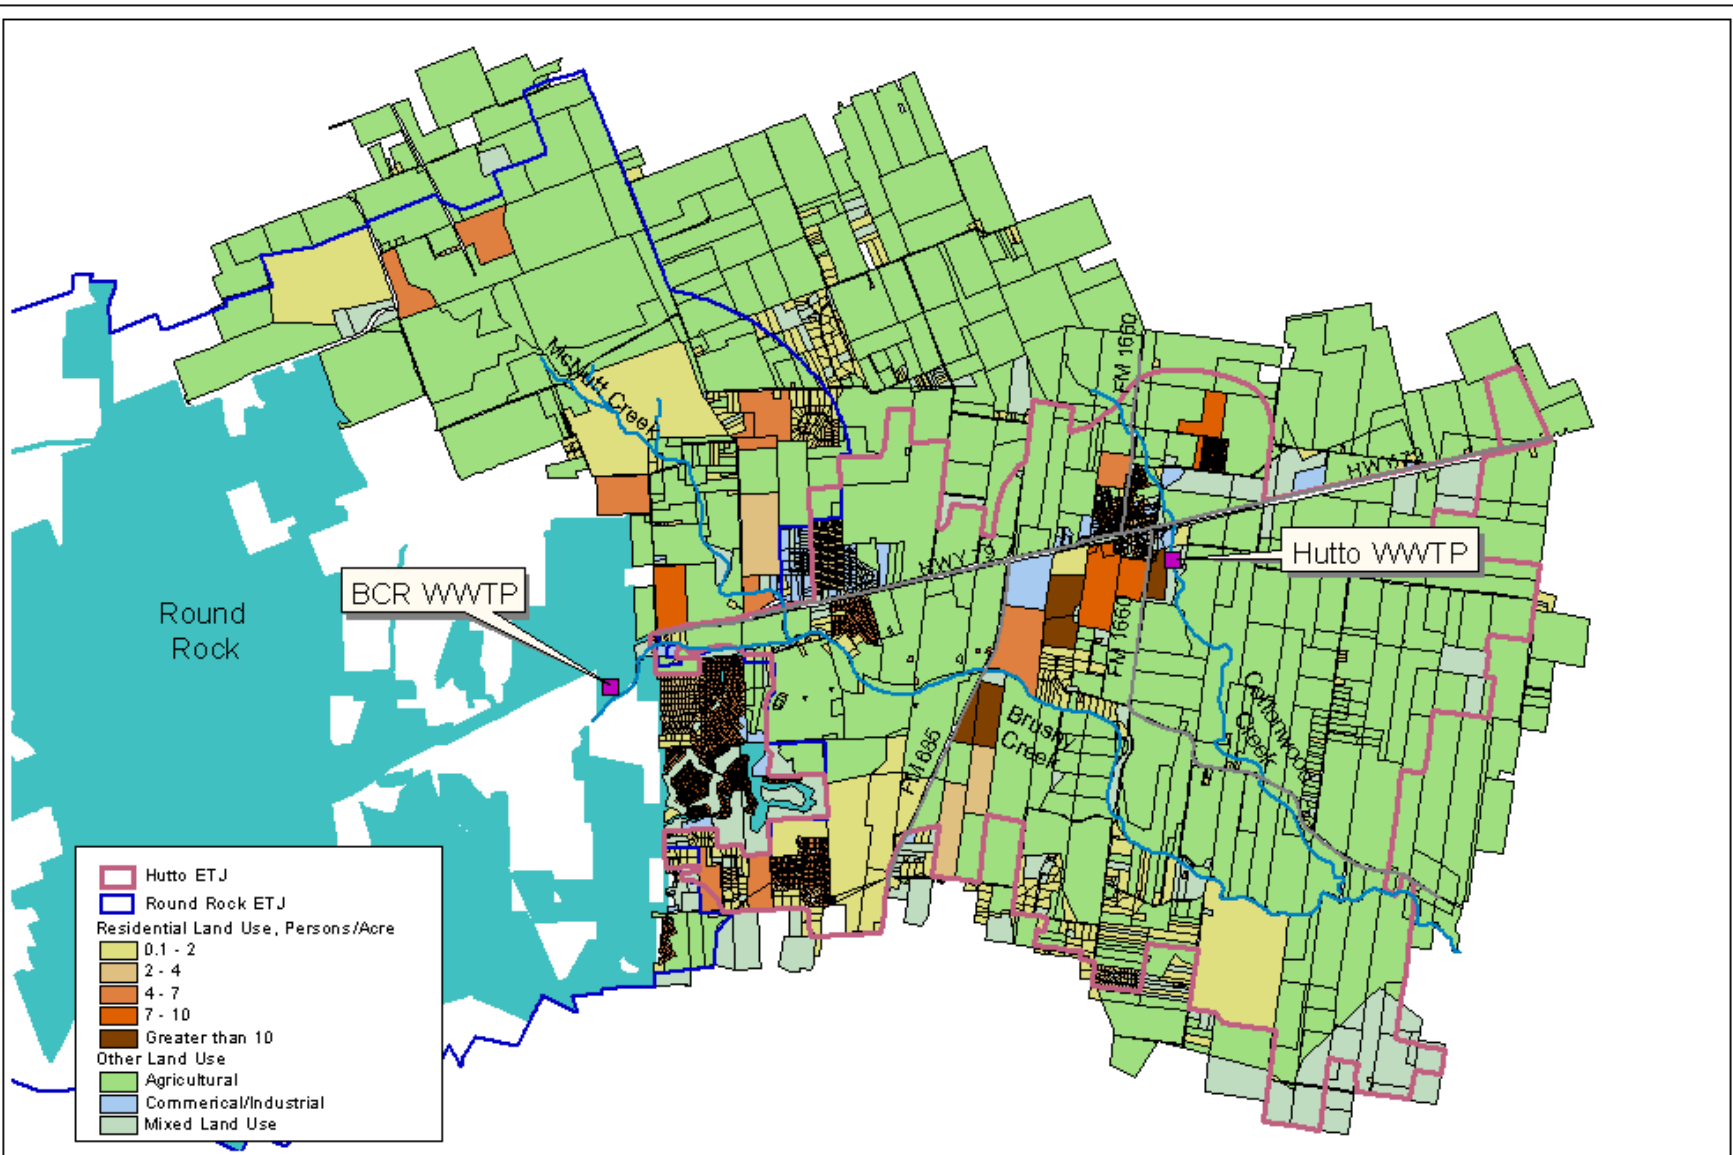 McNutt Creek
FM 1660
HWY 79
HWY 79
Hutto WWTP
BCR WWTP
Round
Rock
FM 1660
FM 685
Brushy
Creek
Cottonwood
Creek
Hutto ETJ
Round Rock ETJ
Residential Land Use, Persons/Acre
0.1 - 2
2 - 4
4 - 7
7 - 10
Greater than 10
Other Land Use
Agricultural
Commerical/Industrial
Mixed Land Use